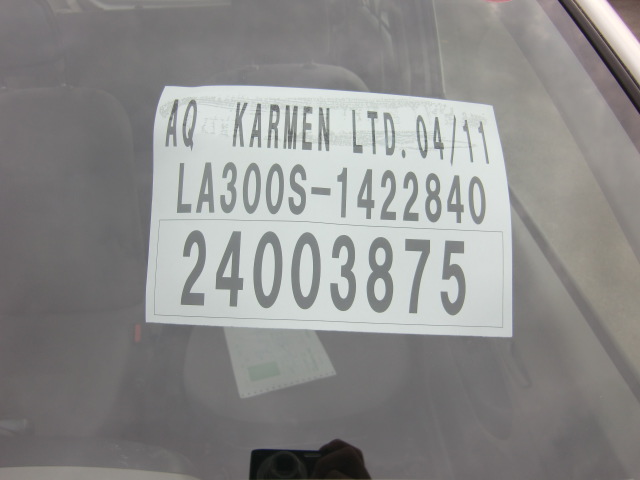 AQ KARMEN LTD. 04/11
LA300S-1422840
24003875